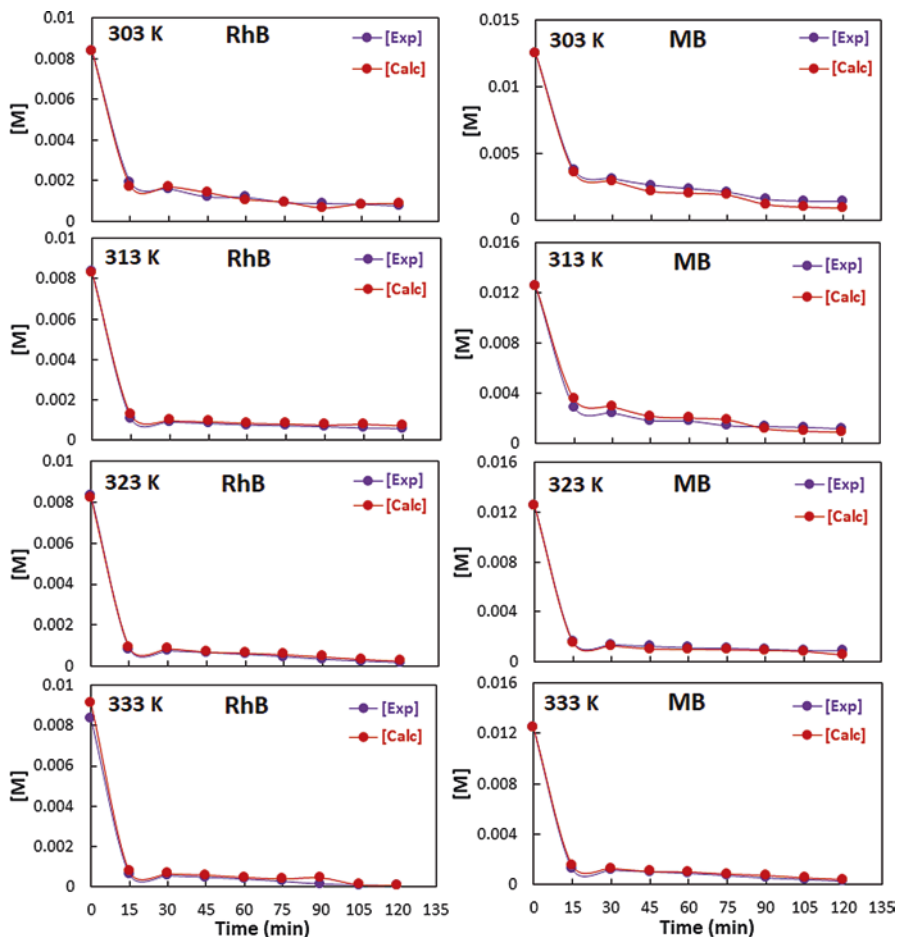 303 K RhB
[Exp]
[Calc]
[M]
0.01
0.008
0.006
0.004
0.002
0
303 K MB
[Exp]
[Calc]
[M]
0.015
0.01
0.005
0
313 K RhB
[Exp]
[Calc]
[M]
0.01
0.008
0.006
0.004
0.002
0
313 K MB
[Exp]
[Calc]
[M]
0.016
0.012
0.008
0.004
0
323 K RhB
[Exp]
[Calc]
[M]
0.01
0.008
0.006
0.004
0.002
0
323 K MB
[Exp]
[Calc]
[M]
0.016
0.012
0.008
0.004
0
333 K RhB
[Exp]
[Calc]
[M]
0.01
0.008
0.006
0.004
0.002
0
0 15 30 45 60 75 90 105 120 135
Time (min)
333 K MB
[Exp]
[Calc]
[M]
0.016
0.012
0.008
0.004
0
0 15 30 45 60 75 90 105 120 135
Time (min)